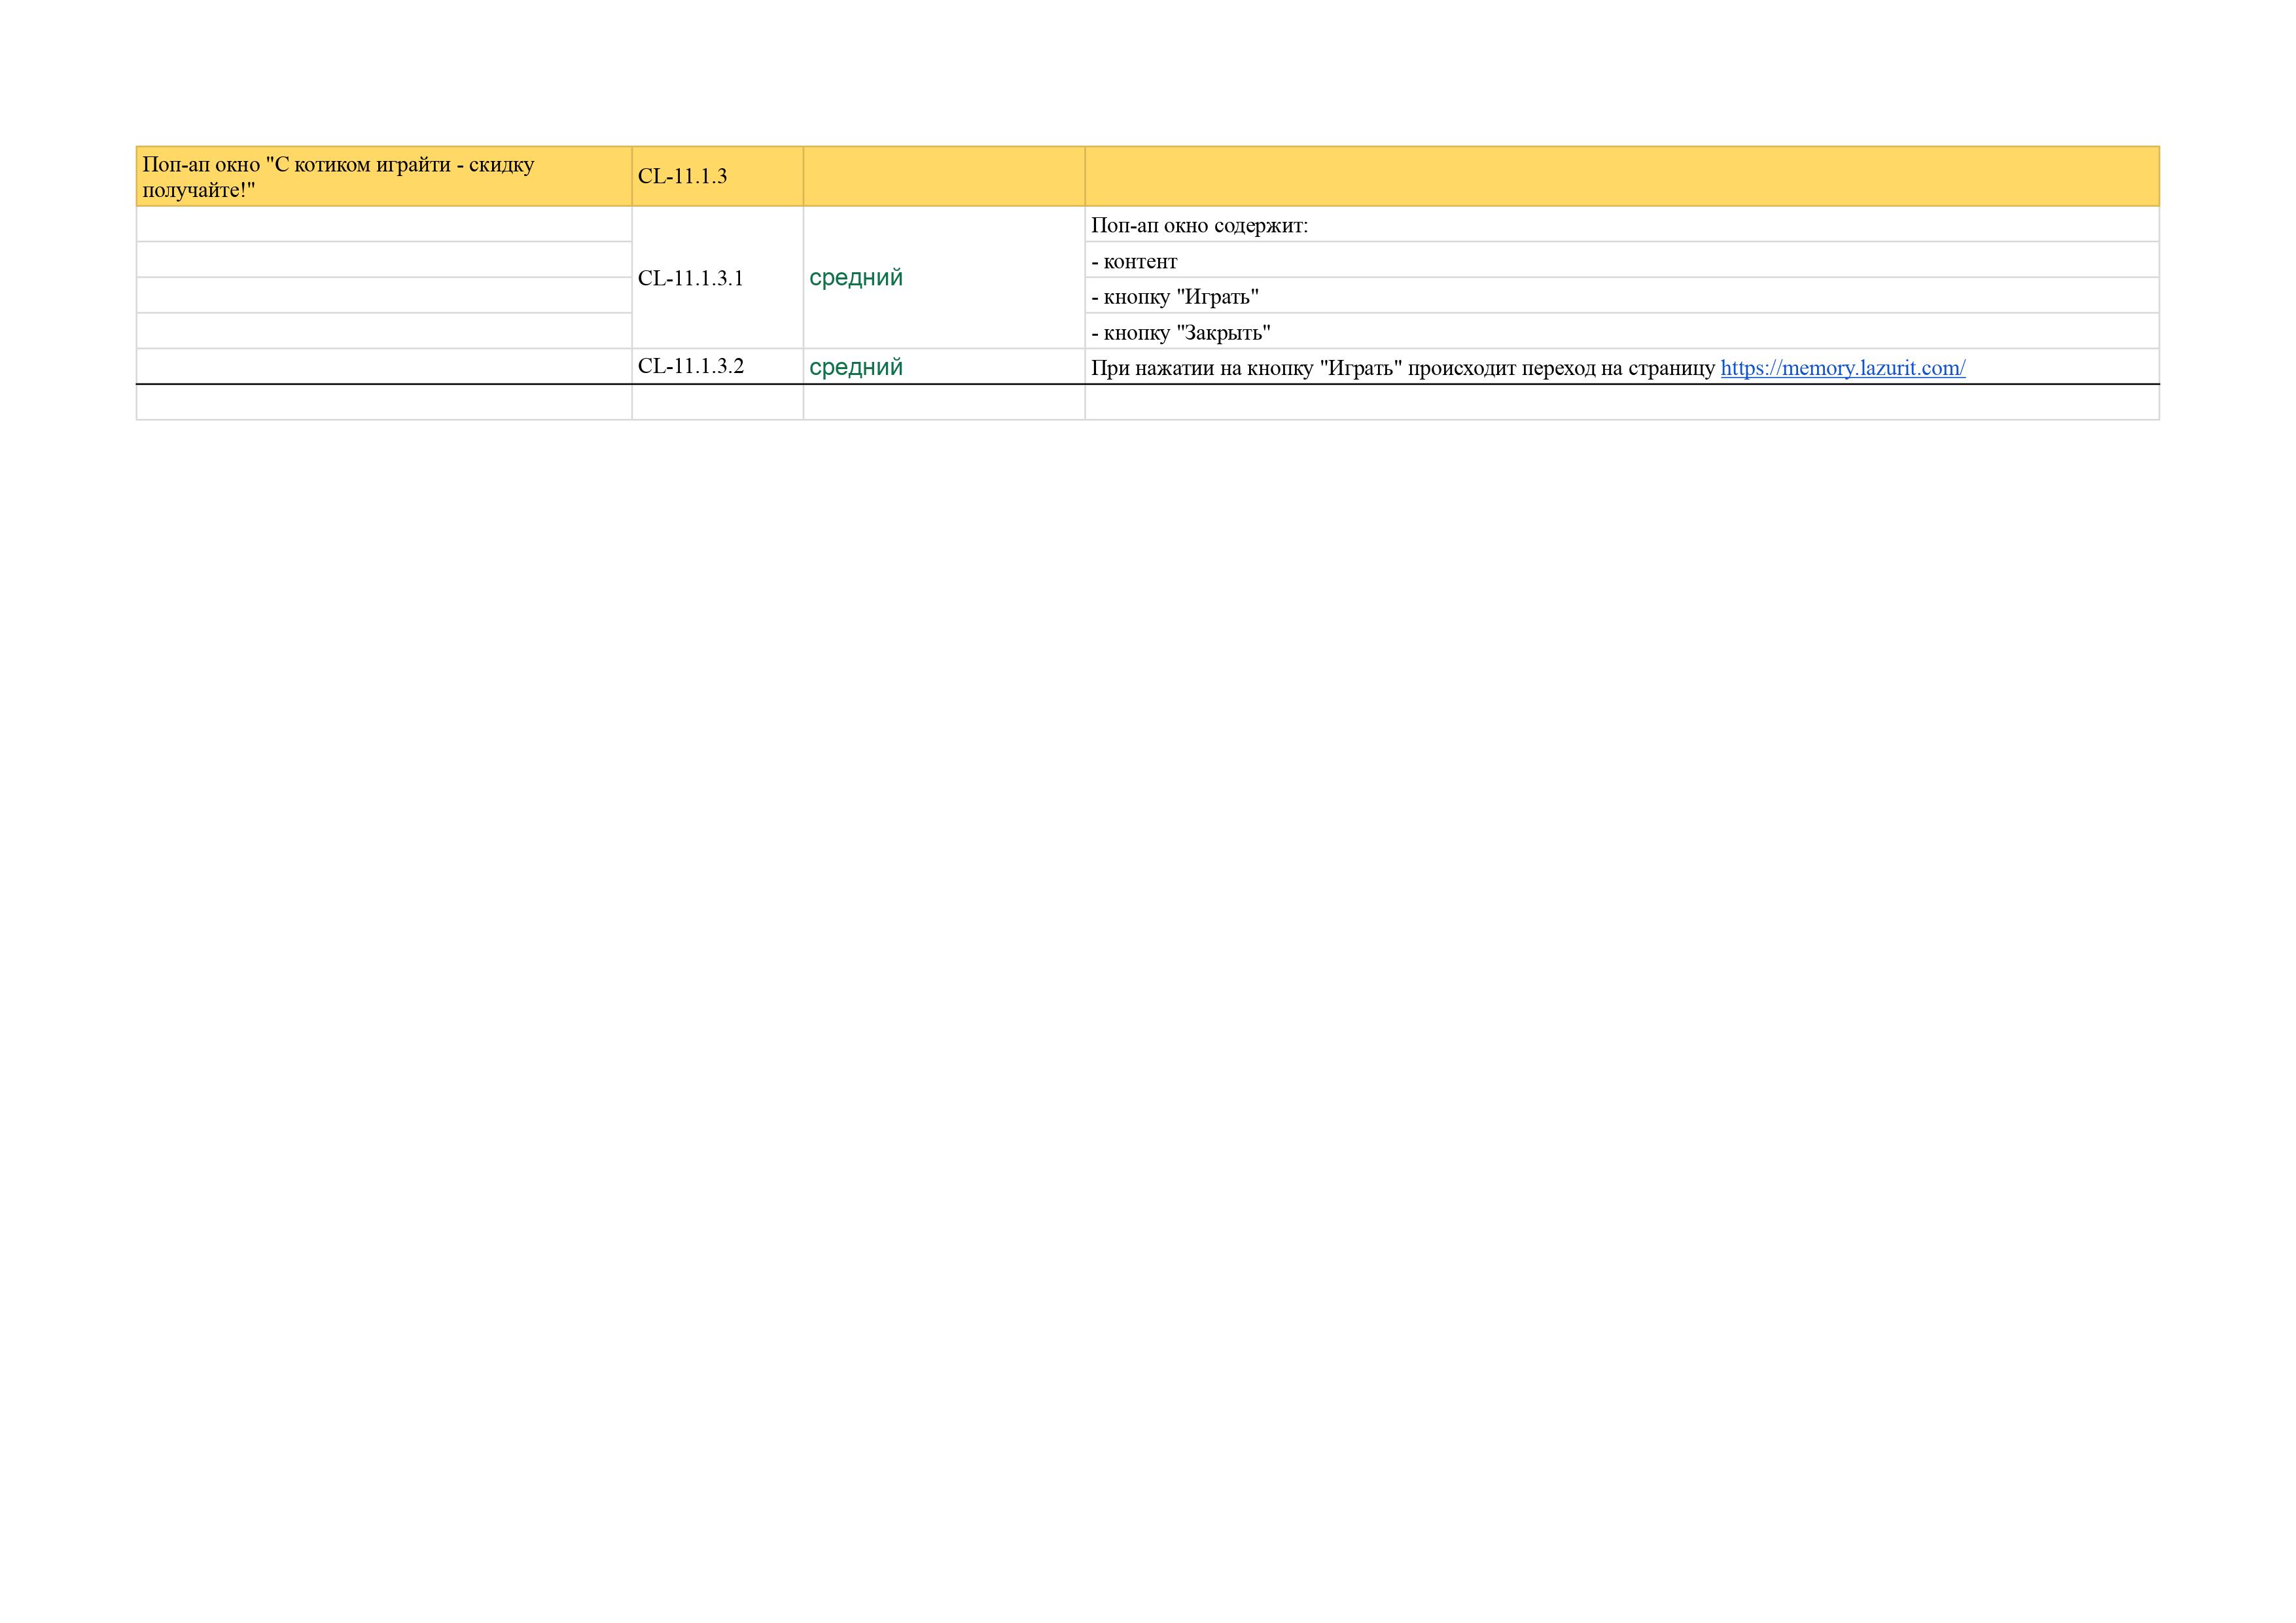 Поп-ап окно "С котиком играйти - скидку
получайте!"
CL-11.1.3
CL-11.1.3.1
средний
Поп-ап окно содержит:
- контент
- кнопку "Играть"
- кнопку "Закрыть"
CL-11.1.3.2
средний
При нажатии на кнопку "Играть" происходит переход на страницу https://memory.lazurit.com/